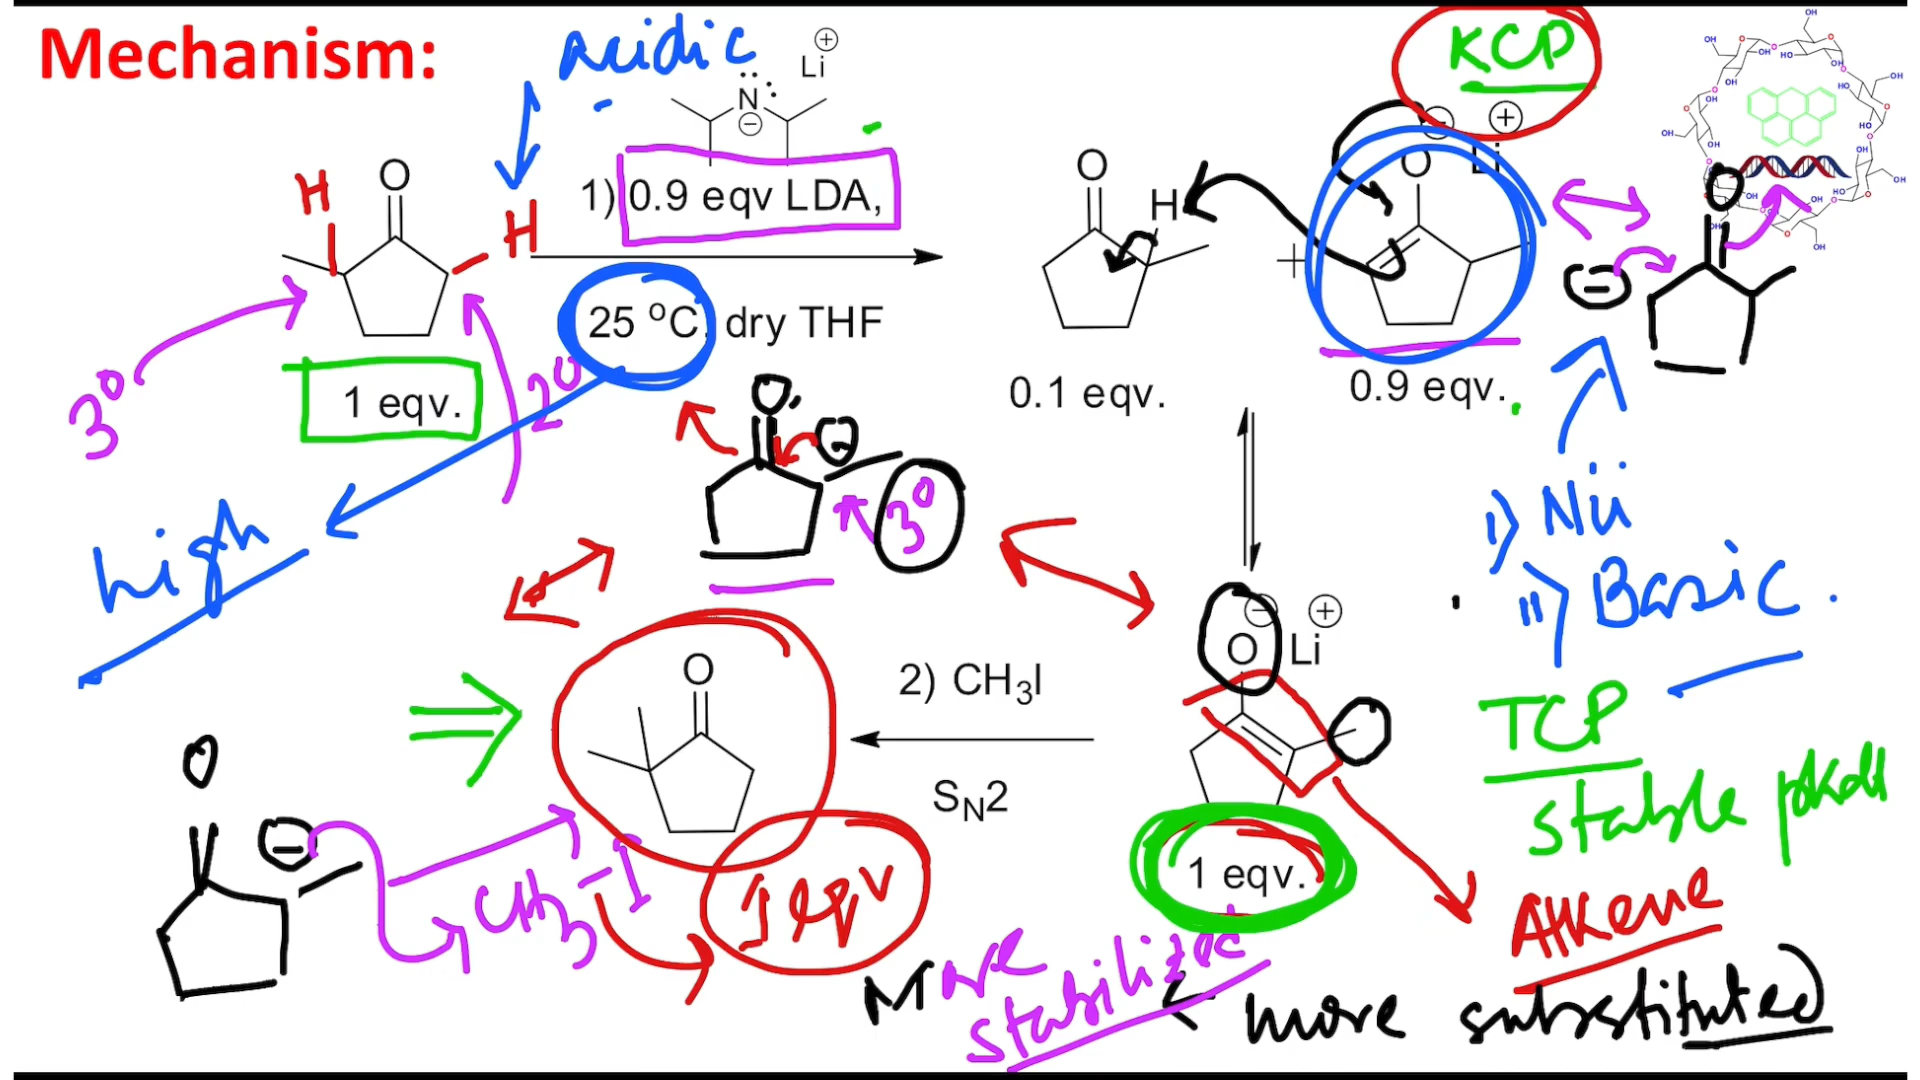 Mechanism:
acidic
Li ⊕
N
⊖
KCP
H
O
H
1) 0.9 eqv LDA,
25 °C, dry THF
3°
1 eqv.
2°
high
O
H
+
⊖ ⊕
O Li
0.1 eqv.
0.9 eqv.
O
⊖
O
⊖
3°
i) Nu
ii) Basic.
⊖ ⊕
O Li
TCP
stable pdt
O
2) CH3I
SN2
1 eqv.
1 eqv
O
⊖
CH3-I
Alkene
More stabilized
more substituted